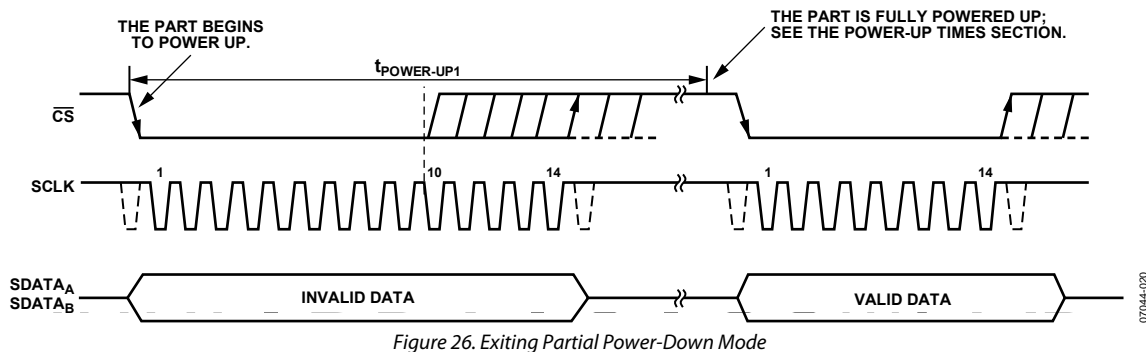 THE PART BEGINS
TO POWER UP.
THE PART IS FULLY POWERED UP;
SEE THE POWER-UP TIMES SECTION.
tPOWER-UP1
CS
SCLK
1
10
14
1
14
SDATAA
SDATAB
INVALID DATA
VALID DATA
07044-020
Figure 26. Exiting Partial Power-Down Mode